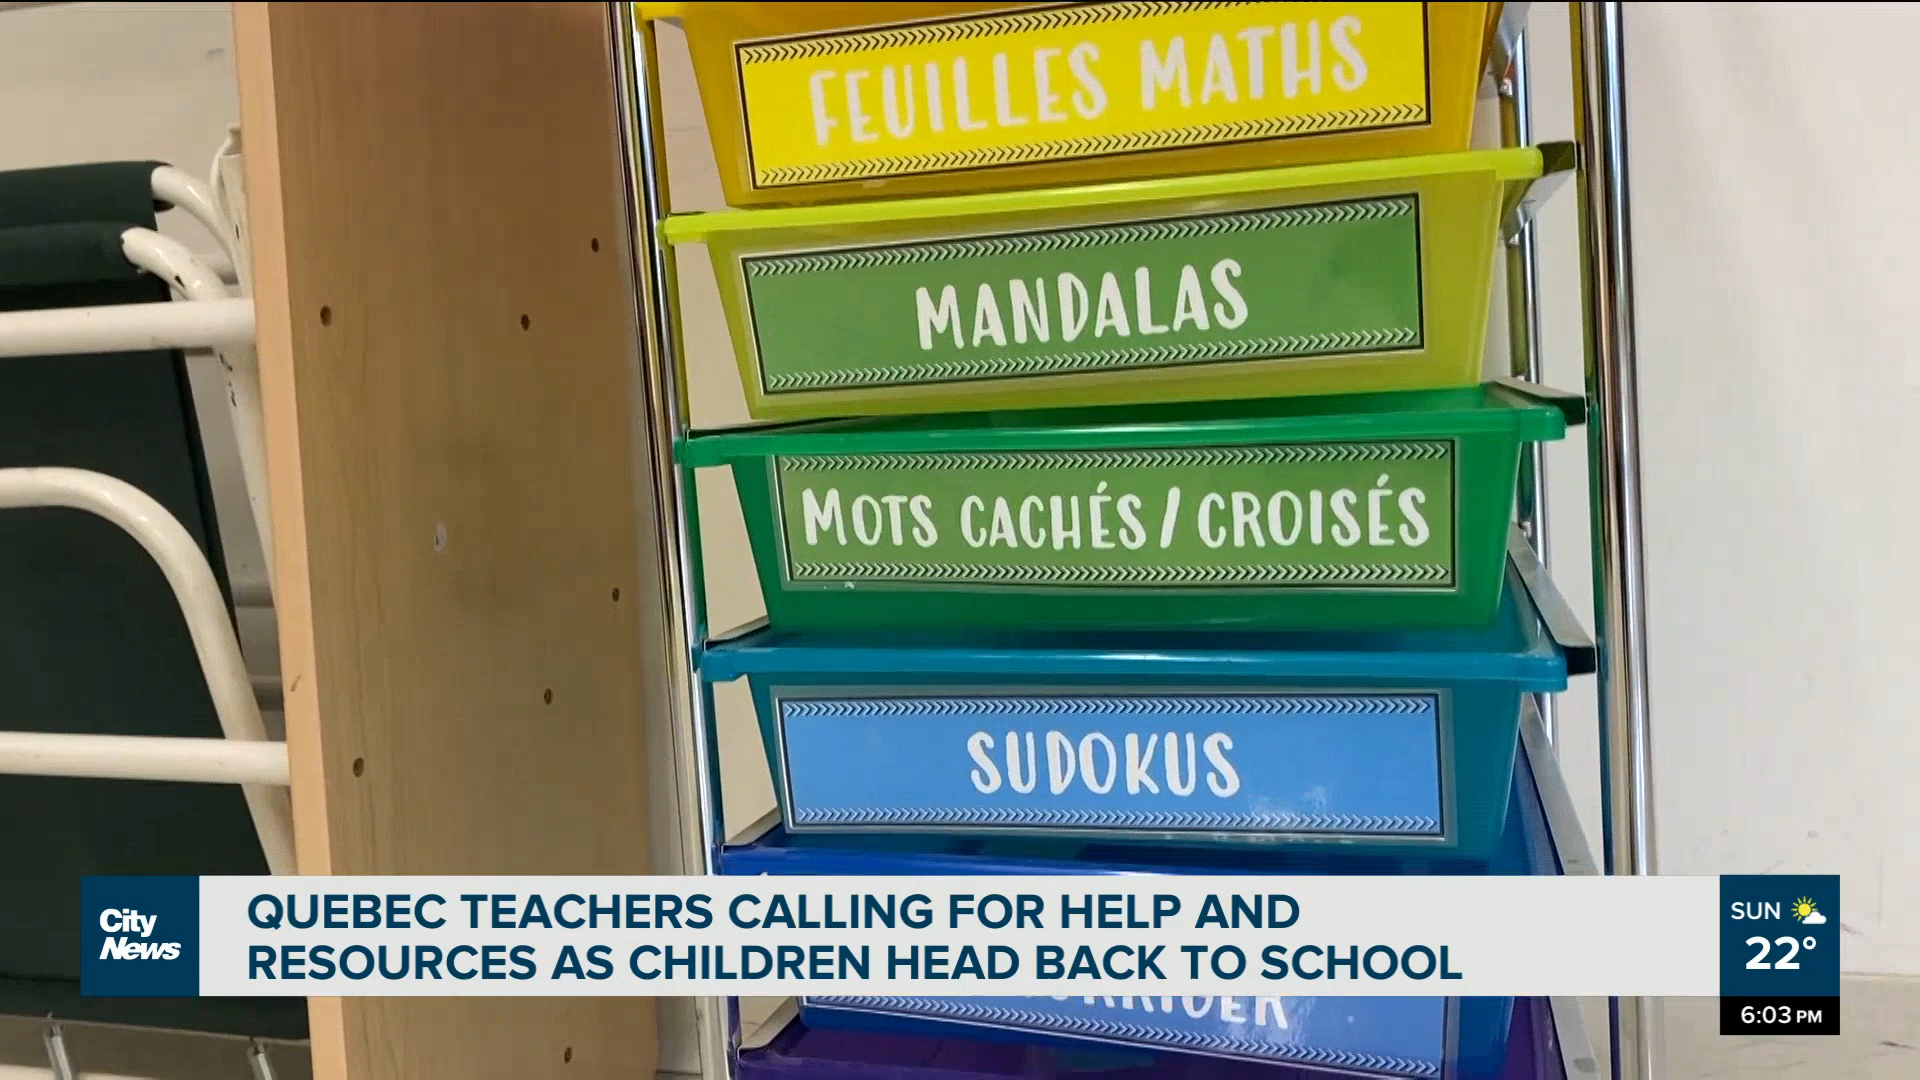 FEUILLES MATHS
MANDALAS
MOTS CACHÉS / CROISÉS
SUDOKUS
City
News
QUEBEC TEACHERS CALLING FOR HELP AND
RESOURCES AS CHILDREN HEAD BACK TO SCHOOL
SUN
22°
6:03 PM